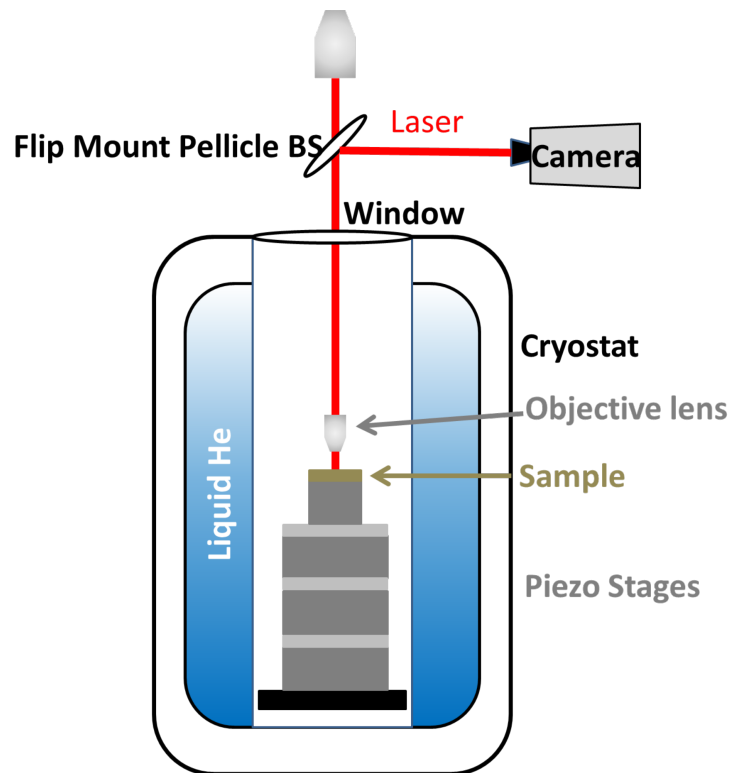 Laser
Flip Mount Pellicle BS
Camera
Window
Cryostat
Objective lens
Liquid He
Sample
Piezo Stages